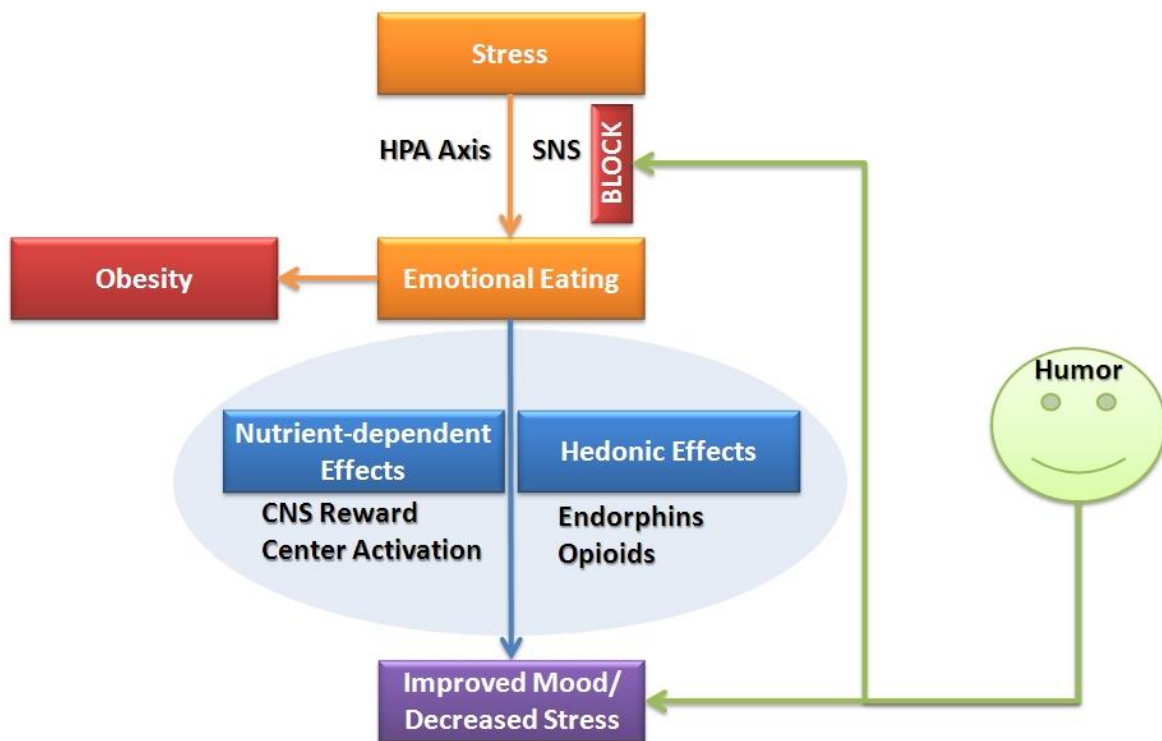 Stress
HPA Axis
SNS
BLOCK
Obesity
Emotional Eating
Humor
Nutrient-dependent
Effects
Hedonic Effects
CNS Reward
Center Activation
Endorphins
Opioids
Improved Mood/
Decreased Stress